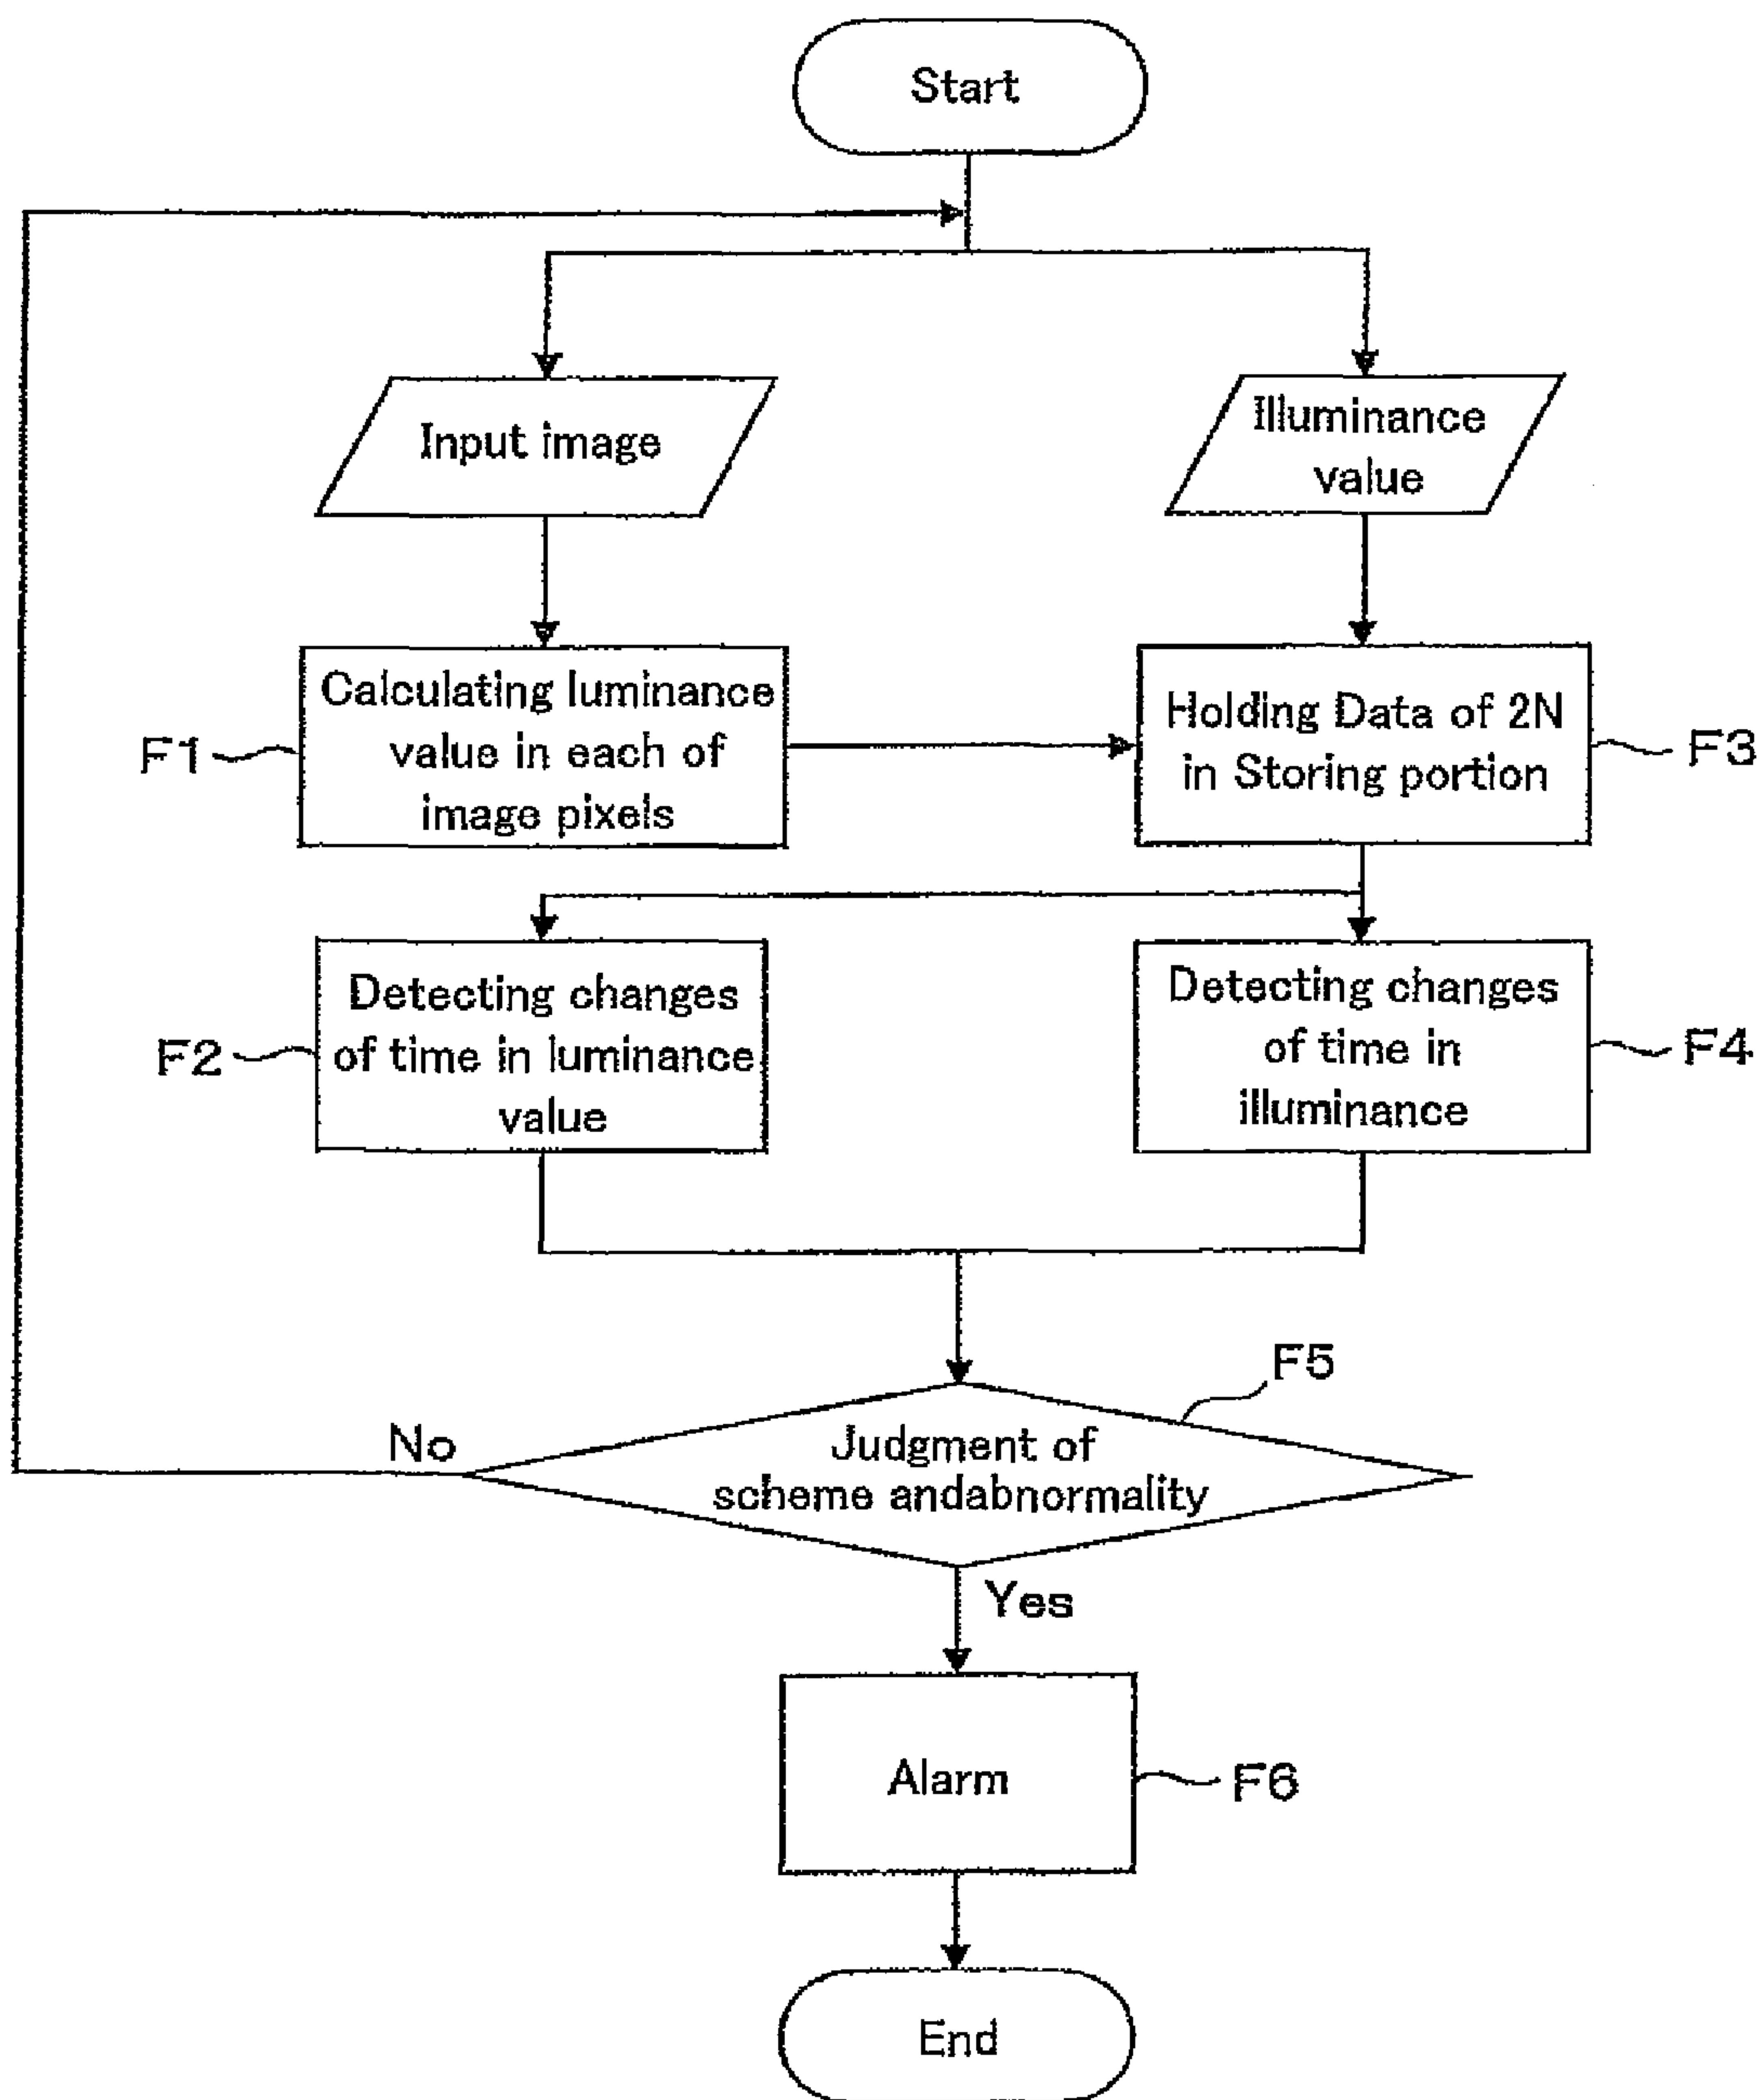 Start
Input image
Illuminance
value
Calculating luminance
value in each of
image pixels
F1
Holding Data of 2N
in Storing portion
F3
Detecting changes
of time in luminance
value
F2
Detecting changes
of time in
illuminance
F4
F5
Judgment of
scheme andabnormality
No
Yes
Alarm
F6
End